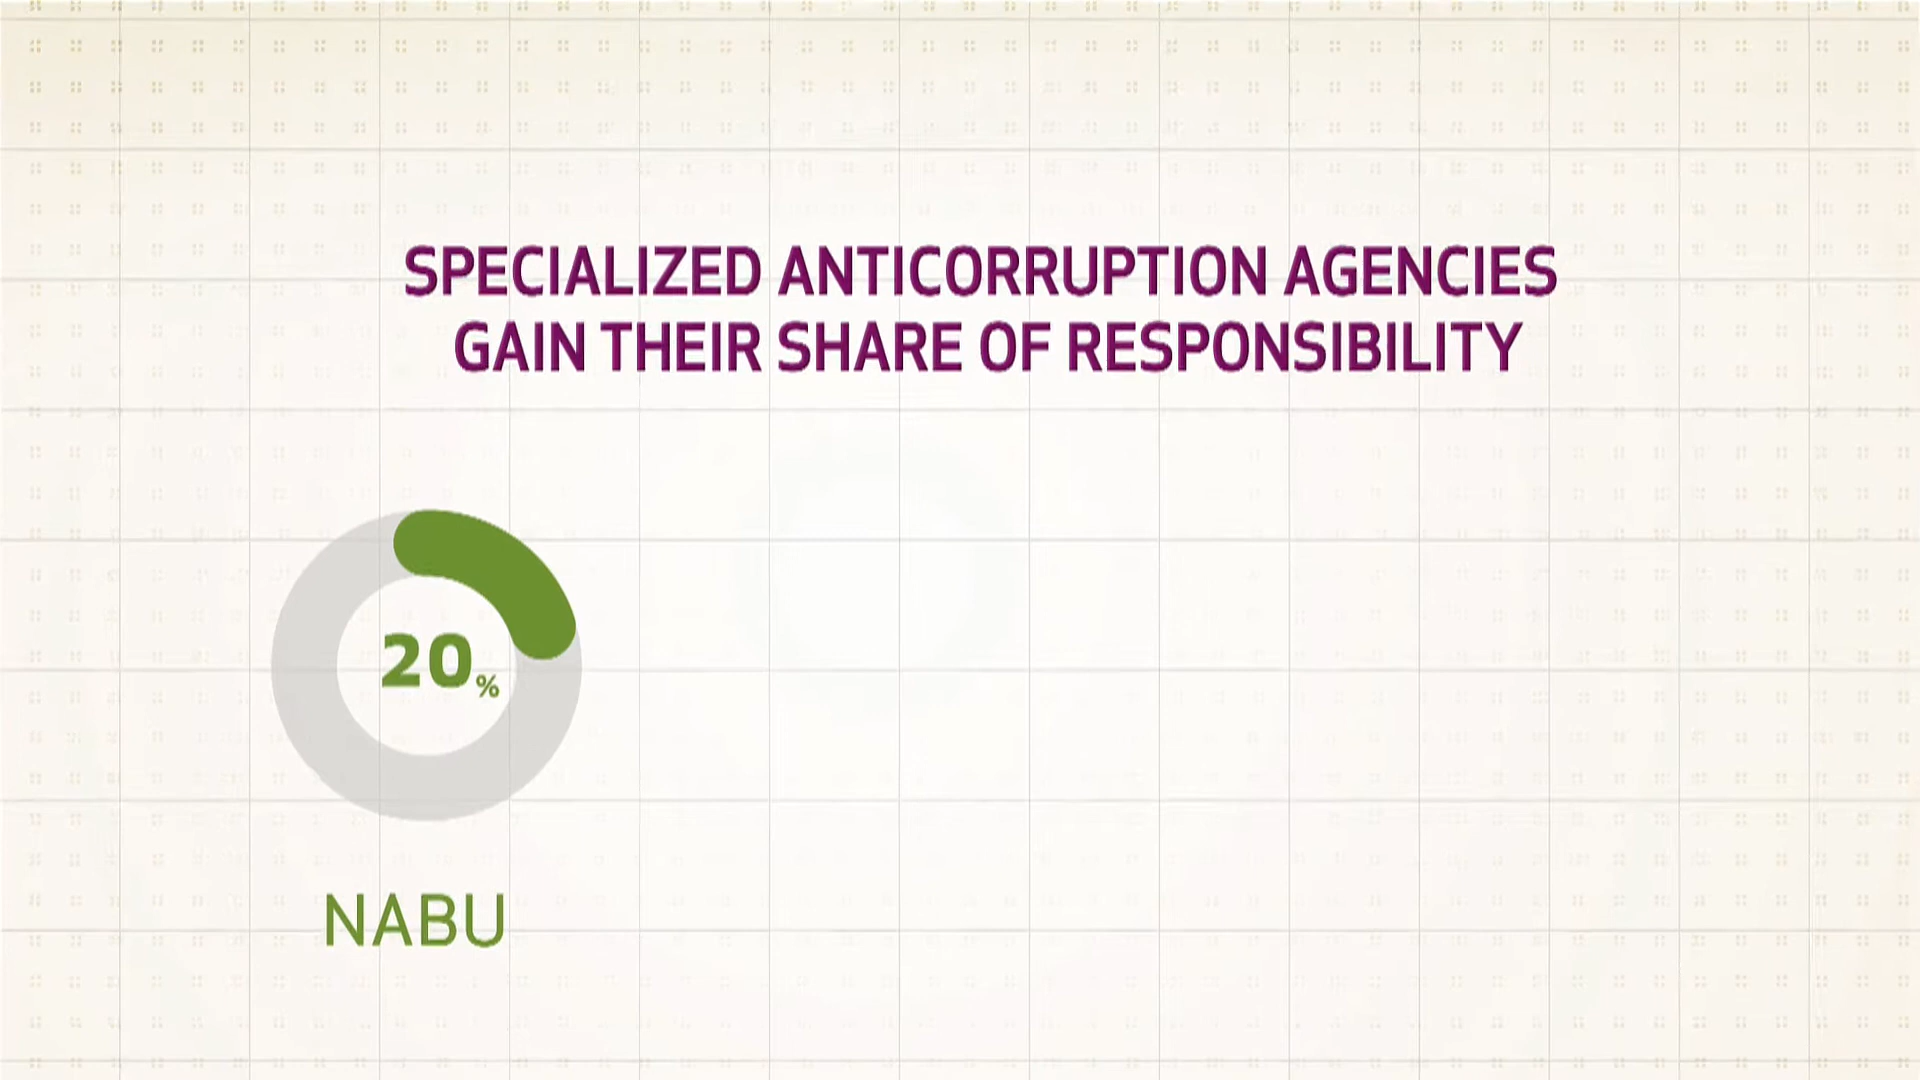 SPECIALIZED ANTICORRUPTION AGENCIES
GAIN THEIR SHARE OF RESPONSIBILITY
20%
NABU